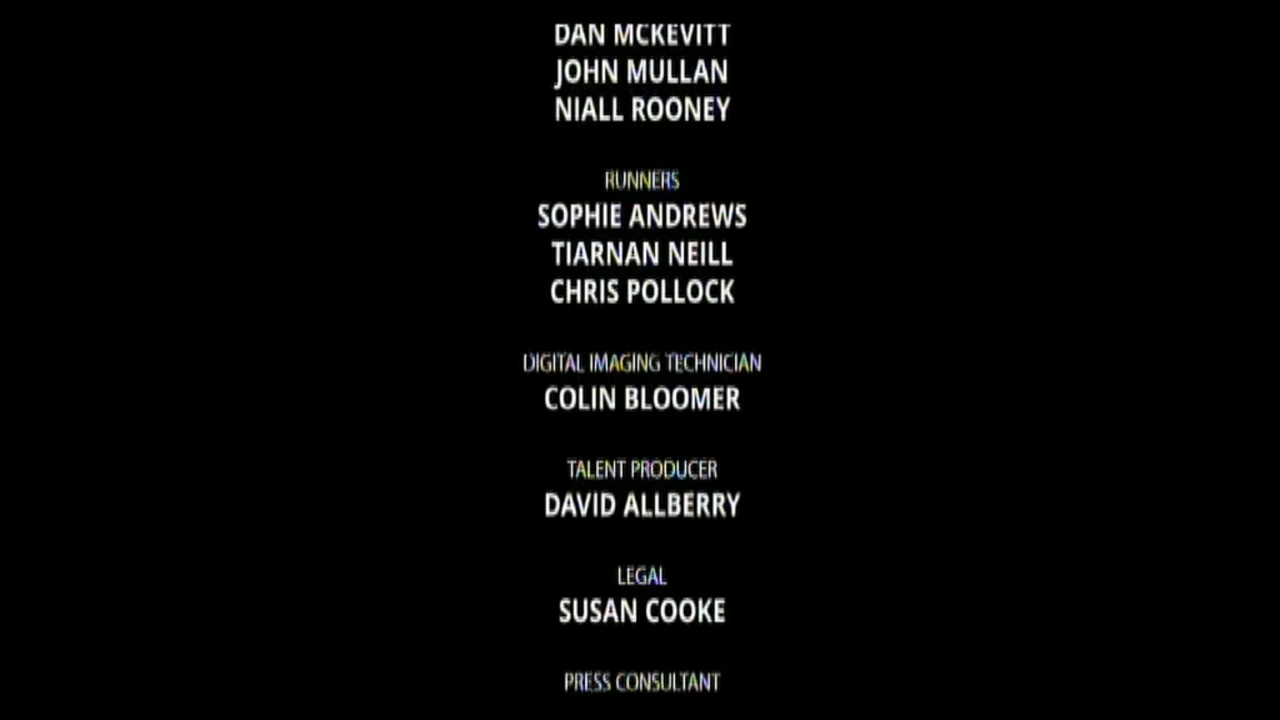 DAN MCKEVITT
JOHN MULLAN
NIALL ROONEY
RUNNERS
SOPHIE ANDREWS
TIARNAN NEILL
CHRIS POLLOCK
DIGITAL IMAGING TECHNICIAN
COLIN BLOOMER
TALENT PRODUCER
DAVID ALLBERRY
LEGAL
SUSAN COOKE
PRESS CONSULTANT